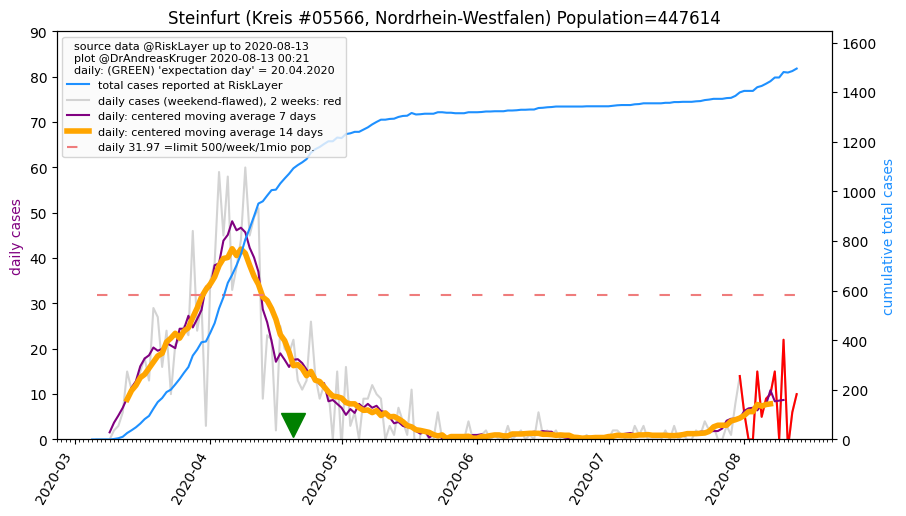 Steinfurt (Kreis #05566, Nordrhein-Westfalen) Population=447614
source data @RiskLayer up to 2020-08-13
plot @DrAndreasKruger 2020-08-13 00:21
daily: (GREEN) 'expectation day' = 20.04.2020
total cases reported at RiskLayer
daily cases (weekend-flawed), 2 weeks: red
daily: centered moving average 7 days
daily: centered moving average 14 days
daily 31.97 =limit 500/week/1mio pop.
daily cases
90
80
70
60
50
40
30
20
10
0
1600
1400
1200
1000
800
600
400
200
0
cumulative total cases
2020-03
2020-04
2020-05
2020-06
2020-07
2020-08